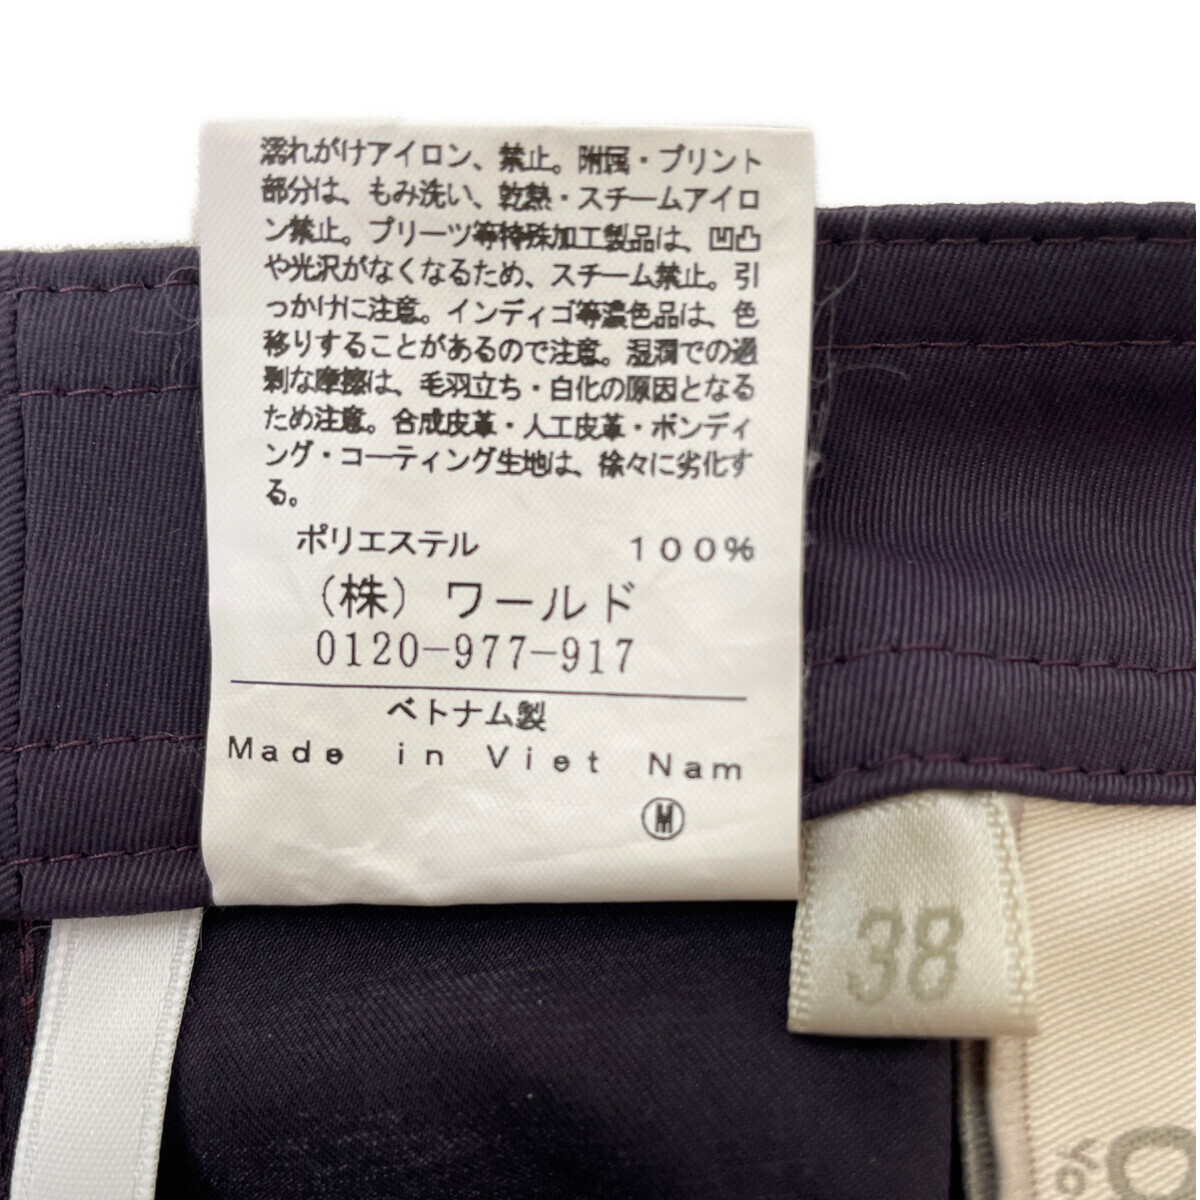 濡れがけアイロン、禁止。附属・プリント
部分は、もみ洗い、乾熱・スチームアイロ
ン禁止。プリーツ等特殊加工製品は、凹凸
や光沢がなくなるため、スチーム禁止。引
っかけに注意。インディゴ等濃色品は、色
移りすることがあるので注意。湿潤での過
剰な摩擦は、毛羽立ち・白化の原因となる
ため注意。合成皮革・人工皮革・ボンディ
ング・コーティング生地は、徐々に劣化す
る。
ポリエステル 100%
(株) ワールド
0120-977-917
ベトナム製
Made in Viet Nam
M
38